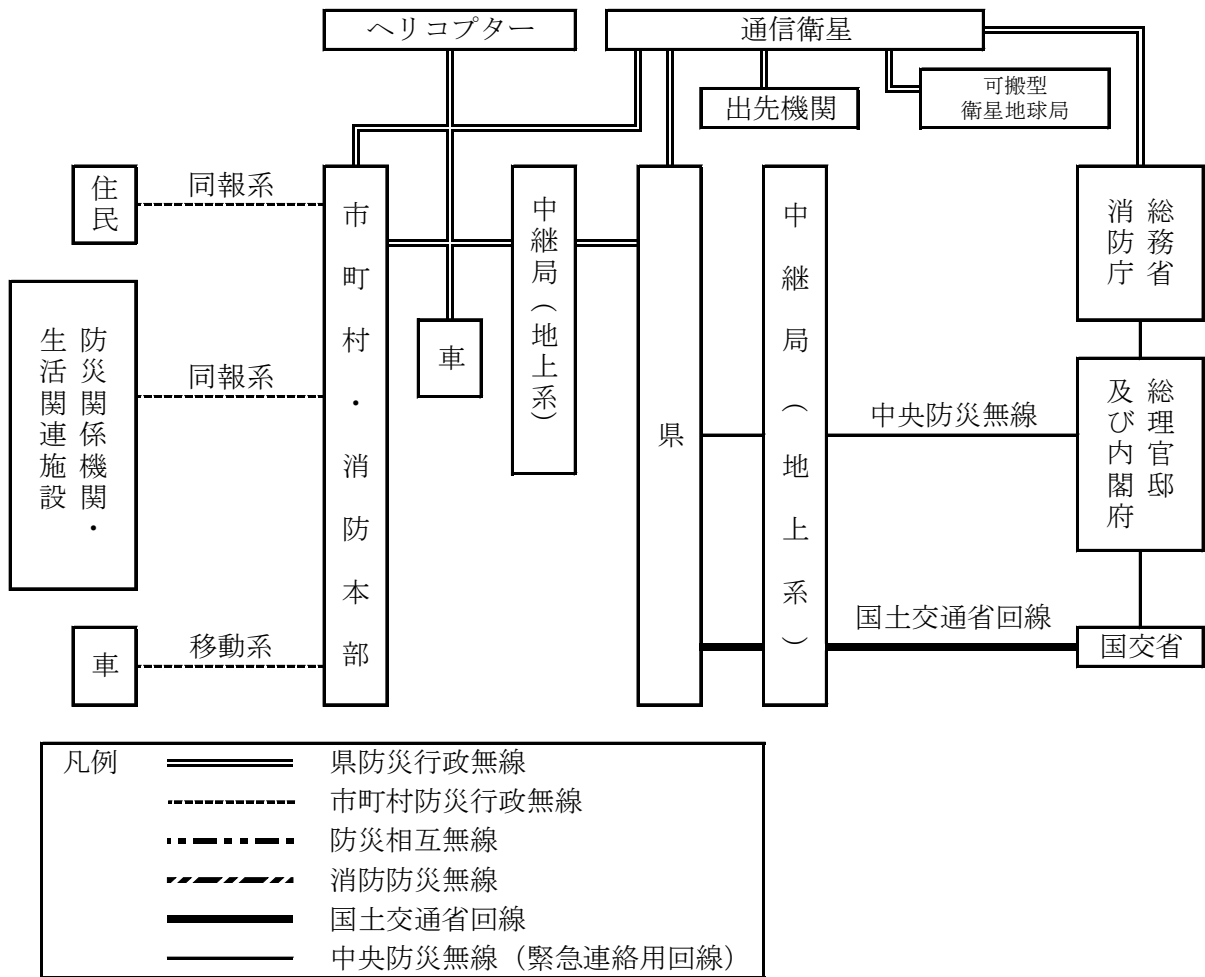 ヘリコプター
通信衛星
出先機関
可搬型
衛星地球局
住民
同報系
市町村・消防本部
中継局(地上系)
県
中継局(地上系)
総務省
消防庁
防災関係機関・
生活関連施設
同報系
車
中央防災無線
総理官邸
及び内閣府
車
移動系
国土交通省回線
国交省
凡例
県防災行政無線
市町村防災行政無線
防災相互無線
消防防災無線
国土交通省回線
中央防災無線(緊急連絡用回線)